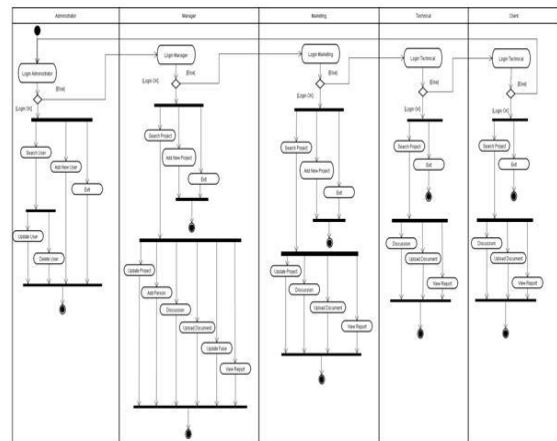 Administrator
Manager
Marketing
Technical
Client
Login Administrator
[Else]
[Login Ok]
Search User
Add New User
Exit
Update User
Delete User
Login Manager
[Else]
[Login Ok]
Search Project
Add New Project
Exit
Update Project
Add Person
Discussion
Upload Document
Update Fase
View Report
Login Marketing
[Else]
[Login Ok]
Search Project
Add New Project
Exit
Update Project
Discussion
Upload Document
View Report
Login Technical
[Else]
[Login Ok]
Search Project
Exit
Discussion
Upload Document
View Report
Login Technical
[Else]
[Login Ok]
Search Project
Exit
Discussion
Upload Document
View Report